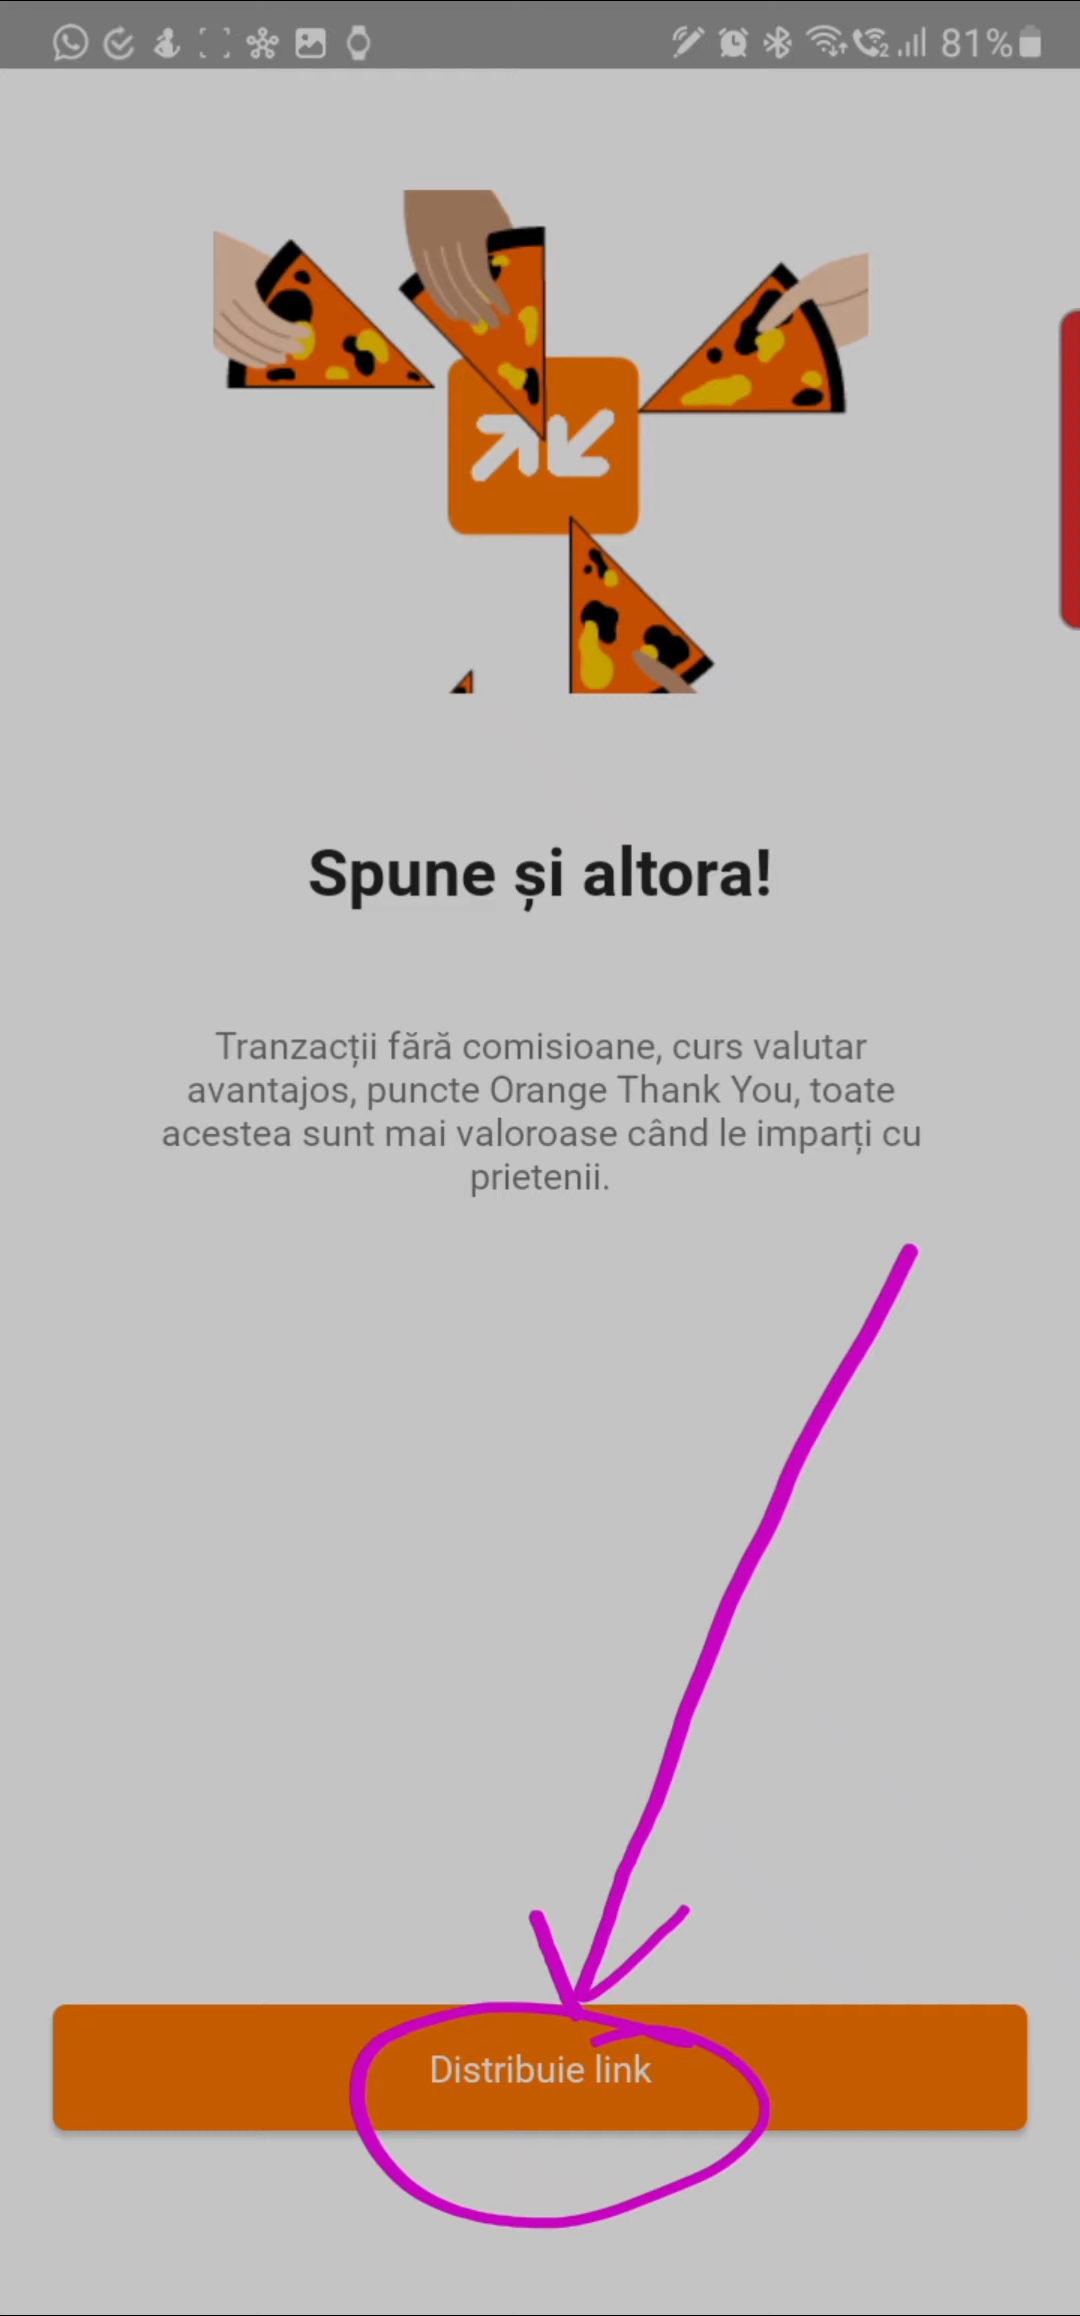 81%
Spune și altora!
Tranzacții fără comisioane, curs valutar
avantajos, puncte Orange Thank You, toate
acestea sunt mai valoroase când le imparți cu
prietenii.
Distribuie link